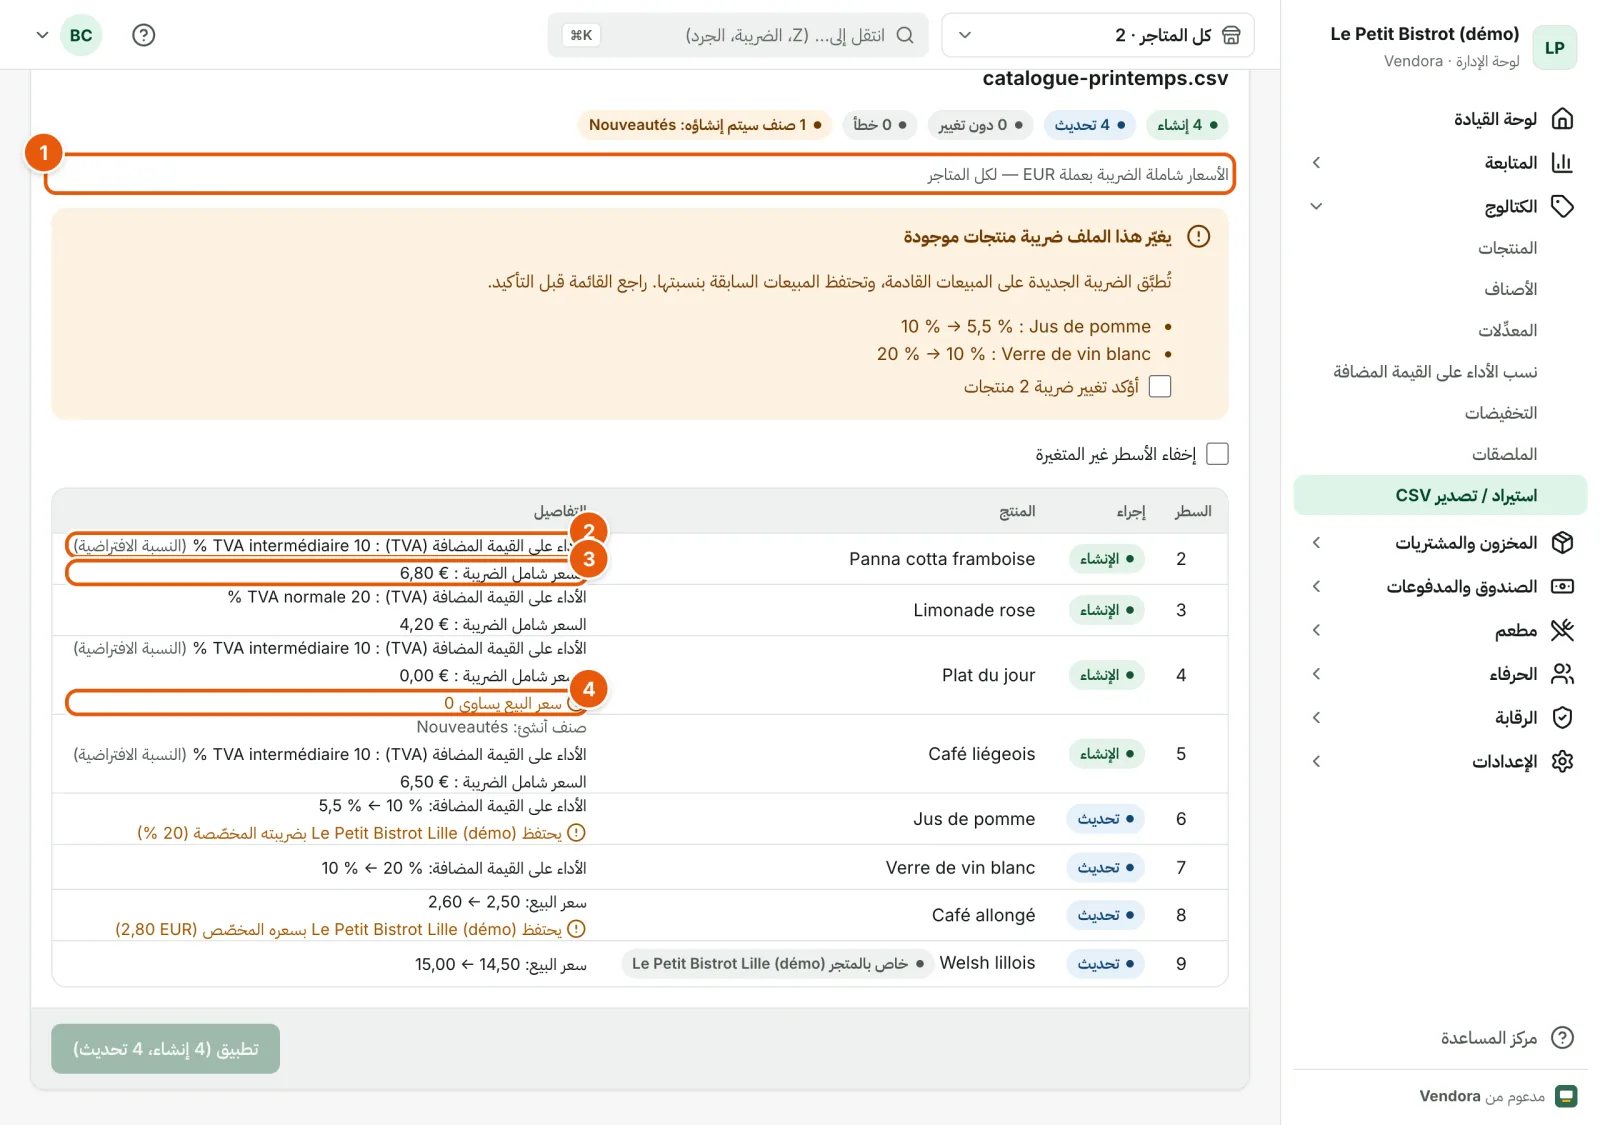 Le Petit Bistrot (démo)
LP
لوحة الإدارة · Vendora
كل المتاجر · 2
انتقل إلى... (Z، الضريبة، الجرد)
⌘K
BC
لوحة القيادة
المتابعة
الكتالوج
المنتجات
الأصناف
المعدِّلات
نسب الأداء على القيمة المضافة
التخفيضات
الملصقات
استيراد / تصدير CSV
المخزون والمشتريات
الصندوق والمدفوعات
مطعم
الحرفاء
الرقابة
الإعدادات
مركز المساعدة
مدعوم من Vendora
catalogue-printemps.csv
4 إنشاء
4 تحديث
0 دون تغيير
0 خطأ
1 صنف سيتم إنشاؤه: Nouveautés
1
الأسعار شاملة الضريبة بعملة EUR — لكل المتاجر
يغيّر هذا الملف ضريبة منتجات موجودة
تُطبَّق الضريبة الجديدة على المبيعات القادمة، وتحتفظ المبيعات السابقة بنسبتها. راجع القائمة قبل التأكيد.
10 % → 5,5 % : Jus de pomme
20 % → 10 % : Verre de vin blanc
أؤكد تغيير ضريبة 2 منتجات
إخفاء الأسطر غير المتغيرة
السطر إجراء المنتج التفاصيل
2 الإنشاء Panna cotta framboise
2
على القيمة المضافة (TVA) : TVA intermédiaire 10 % (النسبة الافتراضية)
3
شامل الضريبة : € 6,80
3 الإنشاء Limonade rose
الأداء على القيمة المضافة (TVA) : TVA normale 20 %
السعر شامل الضريبة : € 4,20
4 الإنشاء Plat du jour
الأداء على القيمة المضافة (TVA) : TVA intermédiaire 10 % (النسبة الافتراضية)
شامل الضريبة : € 0,00
4
سعر البيع يساوي 0
5 الإنشاء Café liégeois
صنف أنشئ: Nouveautés
الأداء على القيمة المضافة (TVA) : TVA intermédiaire 10 % (النسبة الافتراضية)
السعر شامل الضريبة : € 6,50
6 تحديث Jus de pomme
الأداء على القيمة المضافة: 10 % ← 5,5 %
يحتفظ Le Petit Bistrot Lille (démo) بضريبته المخصّصة (20 %)
7 تحديث Verre de vin blanc
الأداء على القيمة المضافة: 20 % ← 10 %
8 تحديث Café allongé
سعر البيع: 2,50 ← 2,60
يحتفظ Le Petit Bistrot Lille (démo) بسعره المخصّص (2,80 EUR)
9 تحديث Welsh lillois خاص بالمتجر Le Petit Bistrot Lille (démo)
سعر البيع: 14,50 ← 15,00
تطبيق (4 إنشاء، 4 تحديث)